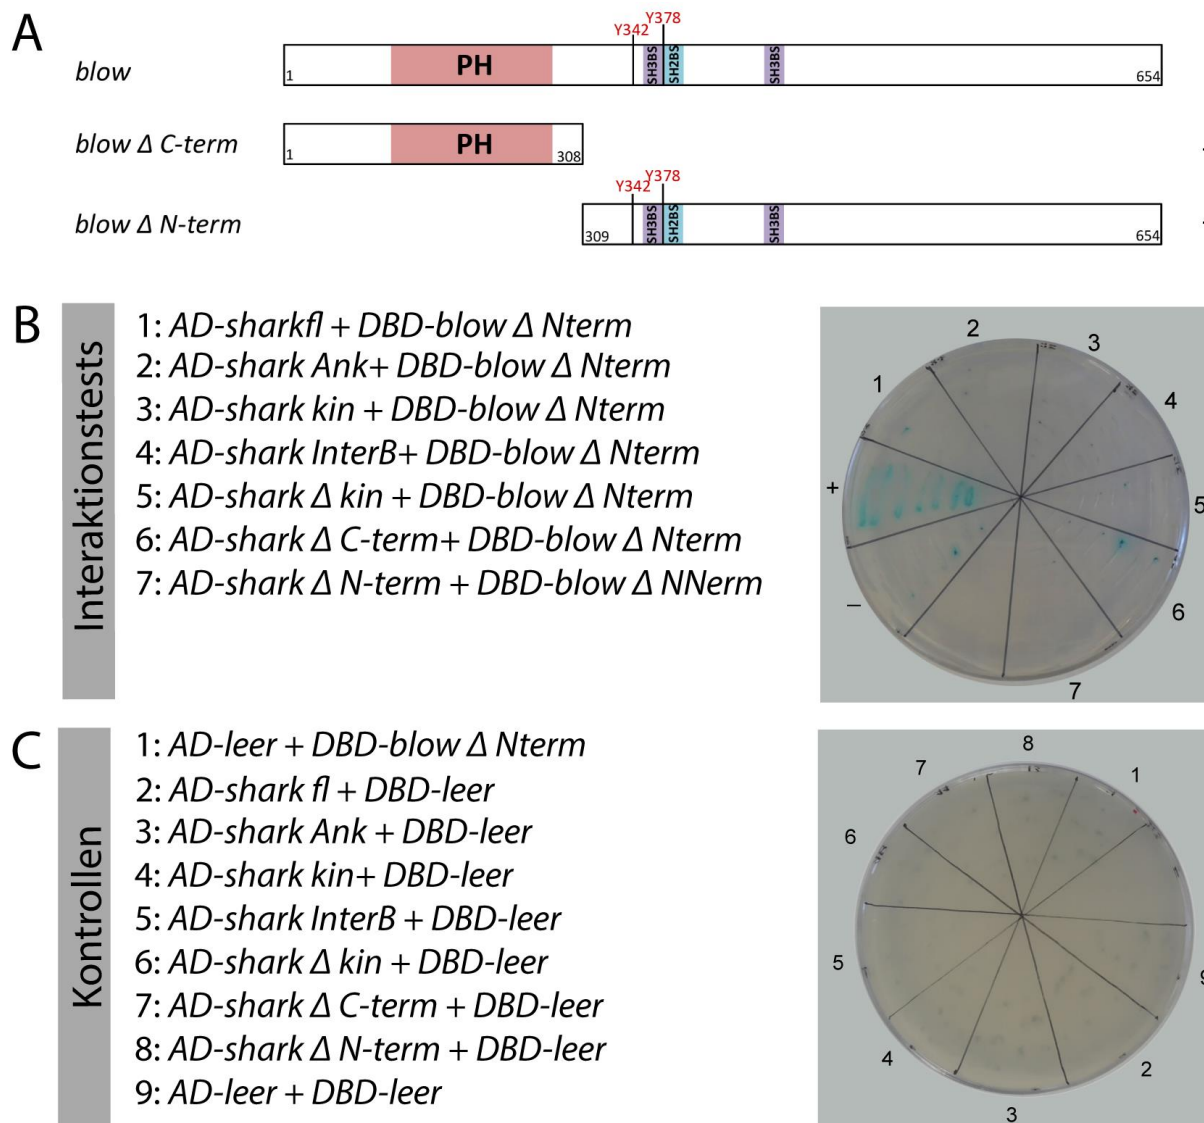 A
blow
1
PH
Y342
Y378
SH3BS
SH2BS
SH3BS
654
blow Δ C-term
1
PH
308
blow Δ N-term
309
Y342
Y378
SH3BS
SH2BS
SH3BS
654
B
Interaktionstests
1: AD-sharkfl + DBD-blow Δ Nterm
2: AD-shark Ank+ DBD-blow Δ Nterm
3: AD-shark kin + DBD-blow Δ Nterm
4: AD-shark InterB+ DBD-blow Δ Nterm
5: AD-shark Δ kin + DBD-blow Δ Nterm
6: AD-shark Δ C-term+ DBD-blow Δ Nterm
7: AD-shark Δ N-term + DBD-blow Δ NNerm
+
1
2
3
4
5
6
7
–
C
Kontrollen
1: AD-leer + DBD-blow Δ Nterm
2: AD-shark fl + DBD-leer
3: AD-shark Ank + DBD-leer
4: AD-shark kin+ DBD-leer
5: AD-shark InterB + DBD-leer
6: AD-shark Δ kin + DBD-leer
7: AD-shark Δ C-term + DBD-leer
8: AD-shark Δ N-term + DBD-leer
9: AD-leer + DBD-leer
8
1
7
6
5
4
3
2
9